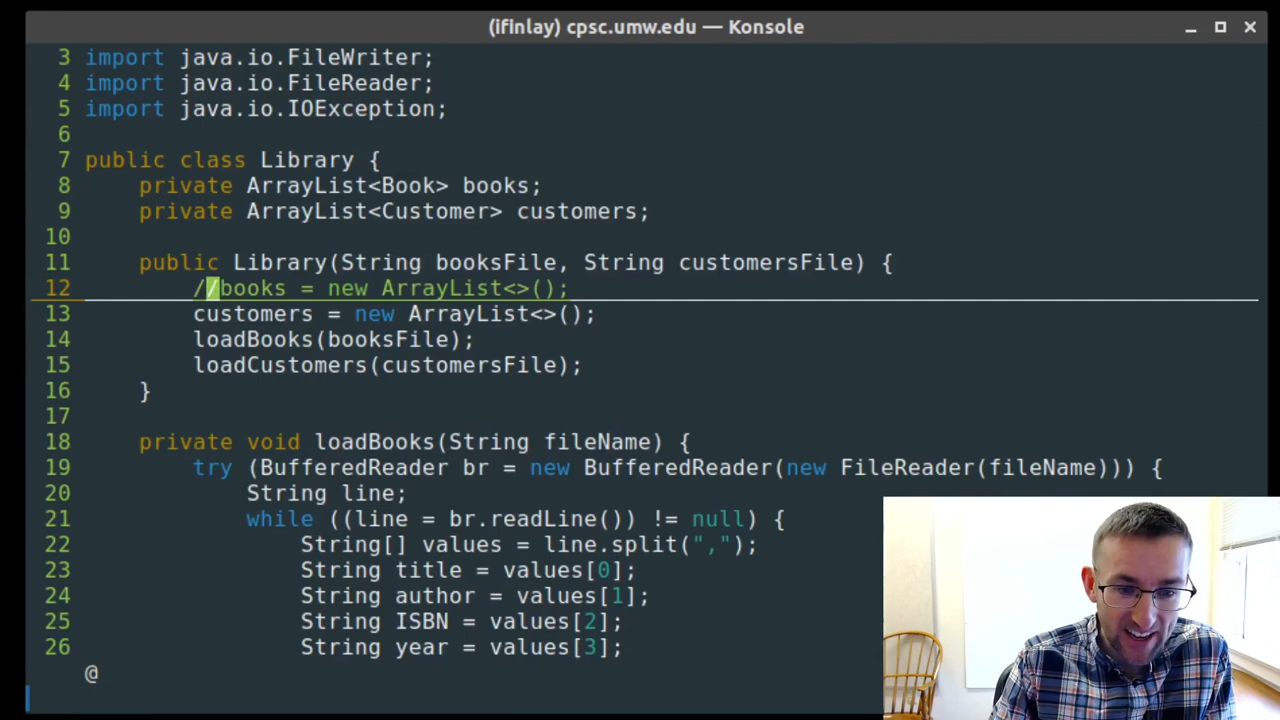 (ifinlay) cpsc.umw.edu — Konsole
3 import java.io.FileWriter;
4 import java.io.FileReader;
5 import java.io.IOException;
6
7 public class Library {
8     private ArrayList<Book> books;
9     private ArrayList<Customer> customers;
10
11     public Library(String booksFile, String customersFile) {
12         //books = new ArrayList<>();
13         customers = new ArrayList<>();
14         loadBooks(booksFile);
15         loadCustomers(customersFile);
16     }
17
18     private void loadBooks(String fileName) {
19         try (BufferedReader br = new BufferedReader(new FileReader(fileName))) {
20             String line;
21             while ((line = br.readLine()) != null) {
22                 String[] values = line.split(",");
23                 String title = values[0];
24                 String author = values[1];
25                 String ISBN = values[2];
26                 String year = values[3];
@